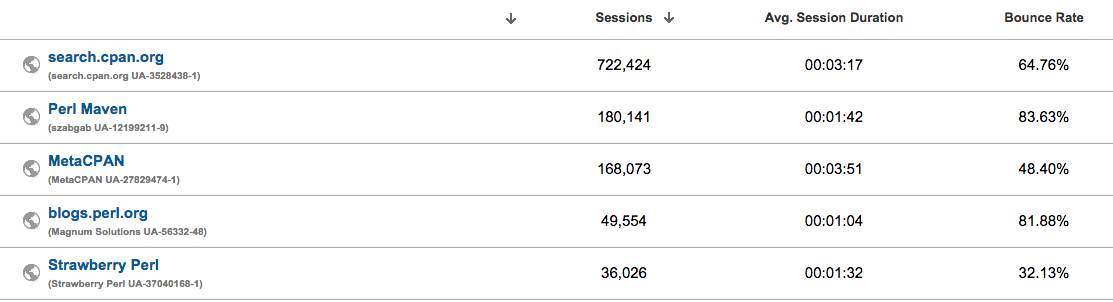 Sessions Avg. Session Duration Bounce Rate
search.cpan.org 722,424 00:03:17 64.76%
(search.cpan.org UA-3528438-1)
Perl Maven 180,141 00:01:42 83.63%
(szabgab UA-12199211-9)
MetaCPAN 168,073 00:03:51 48.40%
(MetaCPAN UA-27829474-1)
blogs.perl.org 49,554 00:01:04 81.88%
(Magnum Solutions UA-56332-48)
Strawberry Perl 36,026 00:01:32 32.13%
(Strawberry Perl UA-37040168-1)